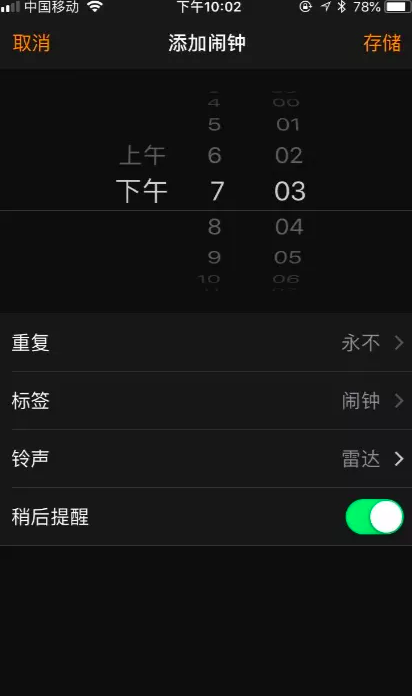 中国移动 下午10:02 78%
取消 添加闹钟 存储
4 00
5 01
上午 6 02
下午 7 03
8 04
9 05
10 06
重复 永不
标签 闹钟
铃声 雷达
稍后提醒